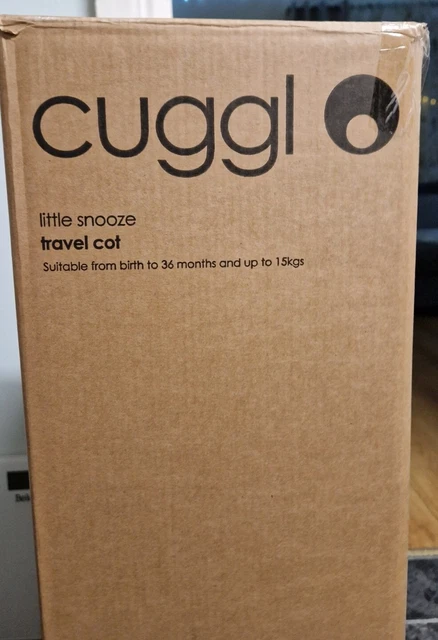 cuggl
little snooze
travel cot
Suitable from birth to 36 months and up to 15kgs